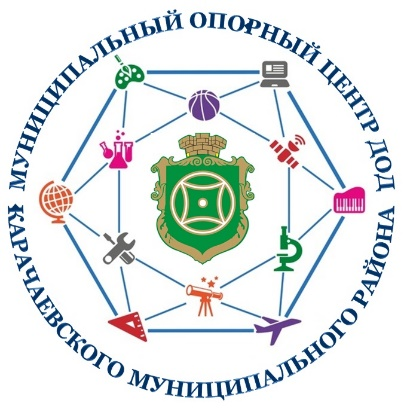 МУНИЦИПАЛЬНЫЙ ОПОРНЫЙ ЦЕНТР ДОД
КАРАЧАЕВСКОГО МУНИЦИПАЛЬНОГО РАЙОНА